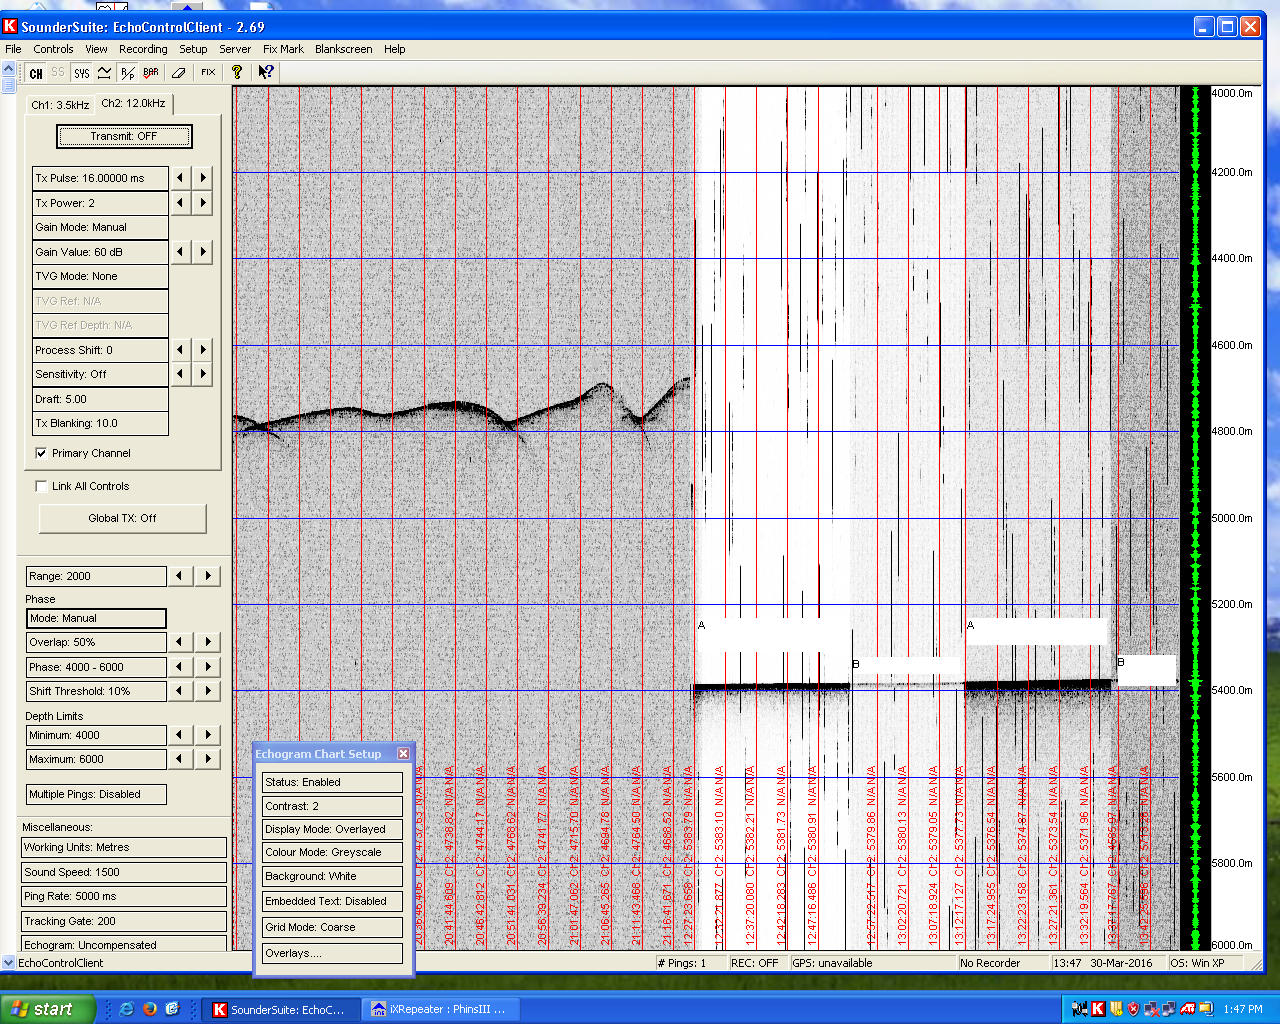 SounderSuite: EchoControlClient - 2.69
File Controls View Recording Setup Server Fix Mark Blankscreen Help
CH SS SYS R/P BAR FIX ? ?
Ch1: 3.5kHz Ch2: 12.0kHz
Transmit: OFF
Tx Pulse: 16.00000 ms
Tx Power: 2
Gain Mode: Manual
Gain Value: 60 dB
TVG Mode: None
TVG Ref: N/A
TVG Ref Depth: N/A
Process Shift: 0
Sensitivity: Off
Draft: 5.00
Tx Blanking: 10.0
Primary Channel
Link All Controls
Global TX: Off
Range: 2000
Phase
Mode: Manual
Overlap: 50%
Phase: 4000 - 6000
Shift Threshold: 10%
Depth Limits
Minimum: 4000
Maximum: 6000
Multiple Pings: Disabled
Miscellaneous:
Working Units: Metres
Sound Speed: 1500
Ping Rate: 5000 ms
Tracking Gate: 200
Echogram: Uncompensated
4000.0m
4200.0m
4400.0m
4600.0m
4800.0m
5000.0m
5200.0m
5400.0m
5600.0m
5800.0m
6000.0m
A
B
A
B
Echogram Chart Setup
Status: Enabled
Contrast: 2
Display Mode: Overlayed
Colour Mode: Greyscale
Background: White
Embedded Text: Disabled
Grid Mode: Coarse
Overlays....
20:41:44.609 Ch2: 4738.82 N/A N/A
20:46:42.812 Ch2: 4744.17 N/A N/A
20:51:41.031 Ch2: 4768.62 N/A N/A
20:56:39.234 Ch2: 4741.77 N/A N/A
21:06:47.062 Ch2: 4715.70 N/A N/A
21:06:45.265 Ch2: 4694.78 N/A N/A
21:11:43.468 Ch2: 4764.50 N/A N/A
21:16:41.671 Ch2: 4686.52 N/A N/A
12:27:23.658 Ch2: 5383.79 N/A N/A
12:32:21.877 Ch2: 5383.10 N/A N/A
12:37:20.080 Ch2: 5382.21 N/A N/A
12:42:18.283 Ch2: 5381.73 N/A N/A
12:47:16.486 Ch2: 5380.91 N/A N/A
12:57:22.517 Ch2: 5379.86 N/A N/A
13:02:20.721 Ch2: 5380.13 N/A N/A
13:07:18.924 Ch2: 5379.05 N/A N/A
13:12:17.127 Ch2: 5377.73 N/A N/A
13:17:24.955 Ch2: 5376.54 N/A N/A
13:22:23.158 Ch2: 5374.87 N/A N/A
13:27:21.361 Ch2: 5373.54 N/A N/A
13:32:19.564 Ch2: 5371.96 N/A N/A
EchoControlClient # Pings: 1 REC: OFF GPS: unavailable No Recorder 13:47 30-Mar-2016 OS: Win XP
start SounderSuite: EchoC... iXRepeater : PhinsIII ... 1:47 PM